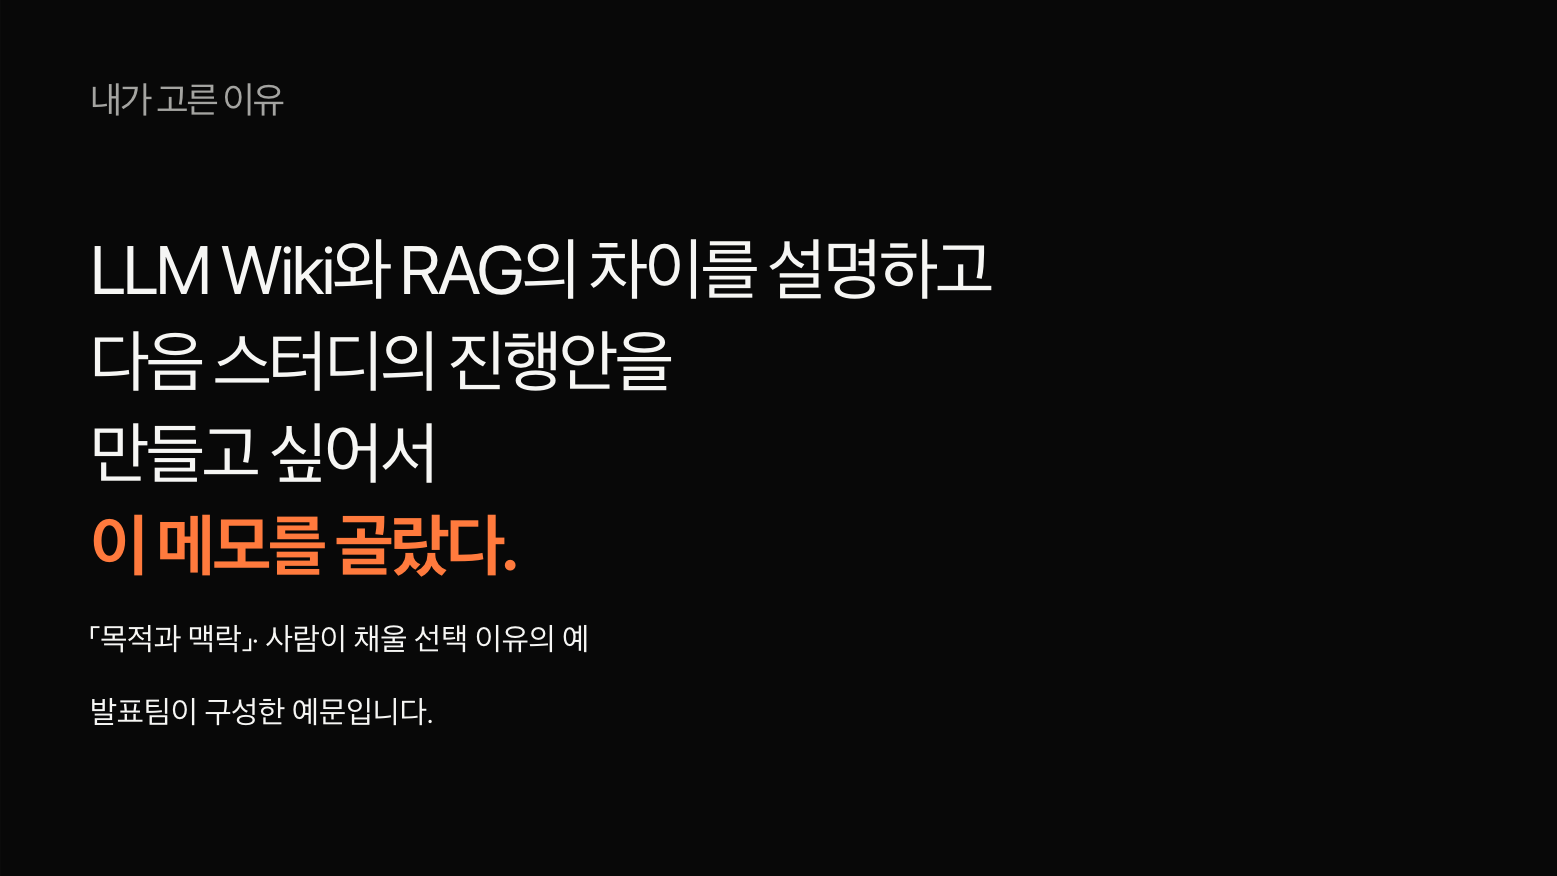 내가 고른 이유
LLM Wiki와 RAG의 차이를 설명하고
다음 스터디의 진행안을
만들고 싶어서
이 메모를 골랐다.
「목적과 맥락」· 사람이 채울 선택 이유의 예
발표팀이 구성한 예문입니다.